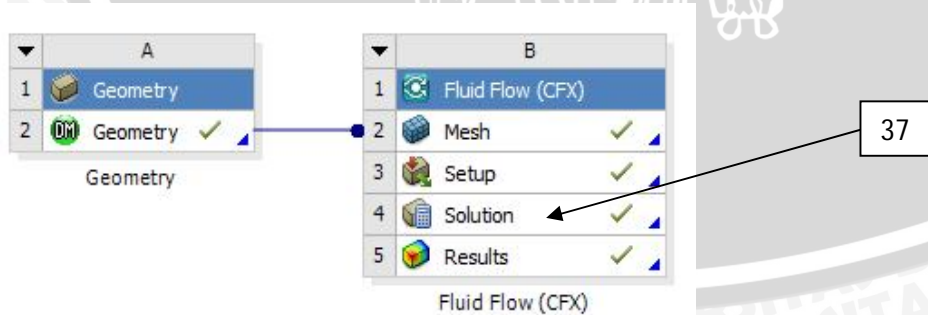 A
1 Geometry
2 DM Geometry
Geometry
B
1 Fluid Flow (CFX)
2 Mesh
3 Setup
4 Solution
5 Results
Fluid Flow (CFX)
37